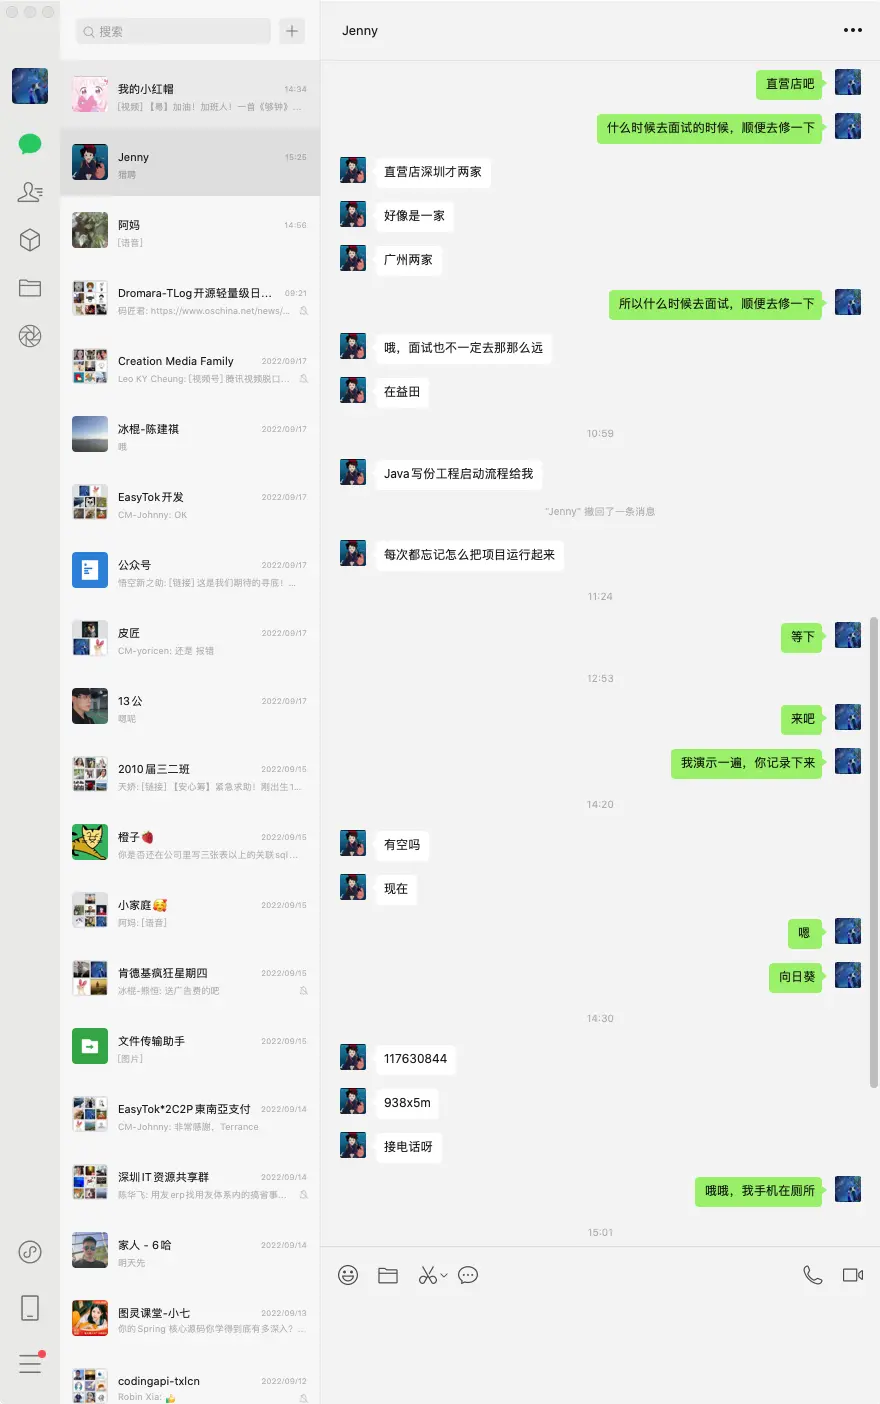 搜索
我的小红帽
14:34
[视频]【粤】加油！加班人！一首《够钟》...
Jenny
15:25
猎聘
阿妈
14:56
[语音]
Dromara-TLog开源轻量级日...
09:21
码匠君: https://www.oschina.net/news/...
Creation Media Family
2022/09/17
Leo KY Cheung: [视频号] 腾讯视频脱口...
冰棍-陈建祺
2022/09/17
哦
EasyTok开发
2022/09/17
CM-Johnny: OK
公众号
2022/09/17
悟空新之助: [链接] 这是我们期待的寻底！...
皮匠
2022/09/17
CM-yoricen: 还是 报错
13公
2022/09/17
嗯呢
2010届三二班
2022/09/15
天娇: [链接] 【安心筹】紧急求助！刚出生1...
橙子🍓
2022/09/15
你是否还在公司里写三张表以上的关联sql...
小家庭🥰
2022/09/15
阿妈: [语音]
肯德基疯狂星期四
2022/09/15
冰棍-熊恒: 送广告费的吧
文件传输助手
2022/09/15
[图片]
EasyTok*2C2P東南亞支付
2022/09/14
CM-Johnny: 非常感谢，Terrance
深圳IT资源共享群
2022/09/14
陈华飞: 用友erp找用友体系内的搞省事...
家人 - 6哈
2022/09/14
明天先
图灵课堂-小七
2022/09/13
你的Spring 核心源码你学得到底有多深入？...
codingapi-txlcn
2022/09/12
Robin Xia: 👍
Jenny
直营店吧
什么时候去面试的时候，顺便去修一下
直营店深圳才两家
好像是一家
广州两家
所以什么时候去面试，顺便去修一下
哦，面试也不一定去那那么远
在益田
10:59
Java写份工程启动流程给我
"Jenny" 撤回了一条消息
每次都忘记怎么把项目运行起来
11:24
等下
12:53
来吧
我演示一遍，你记录下来
14:20
有空吗
现在
嗯
向日葵
14:30
117630844
938x5m
接电话呀
哦哦，我手机在厕所
15:01